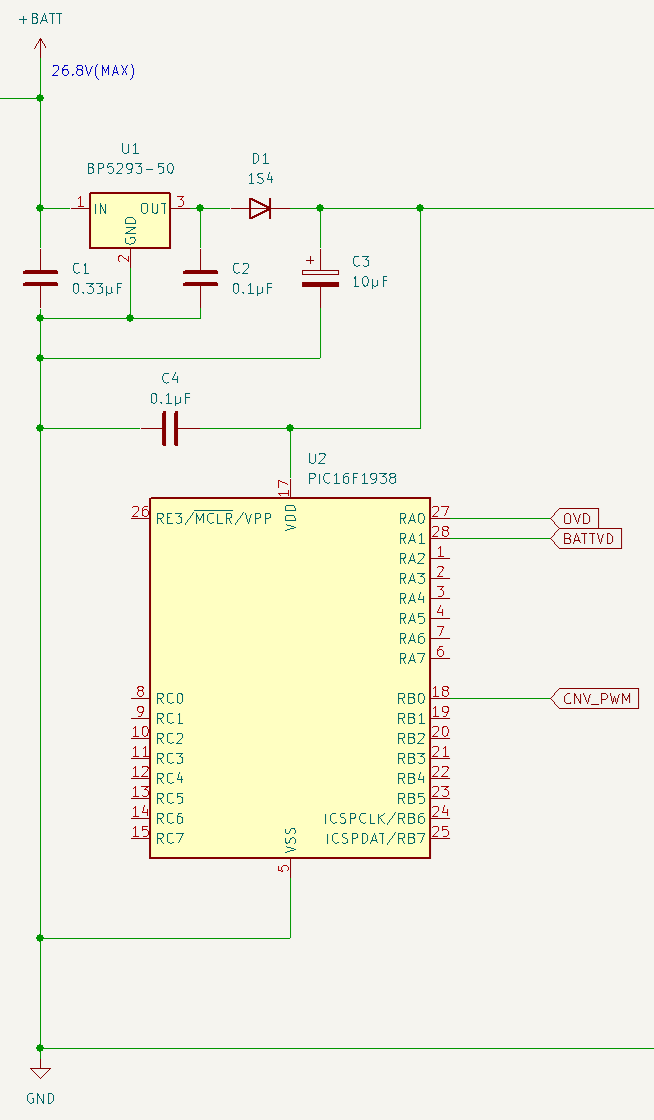 +BATT
26.8V(MAX)
U1
BP5293-50
D1
1S4
1
IN
OUT
3
GND
2
C1
0.33µF
C2
0.1µF
+
C3
10µF
C4
0.1µF
U2
PIC16F1938
17
VDD
26
RE3/MCLR/VPP
RA0
27
OVD
RA1
28
BATTVD
RA2
1
RA3
2
RA4
3
RA5
4
RA6
7
RA7
6
8
RC0
RB0
18
CNV_PWM
9
RC1
RB1
19
10
RC2
RB2
20
11
RC3
RB3
21
12
RC4
RB4
22
13
RC5
RB5
23
14
RC6
ICSPCLK/RB6
24
15
RC7
ICSPDAT/RB7
25
VSS
5
GND